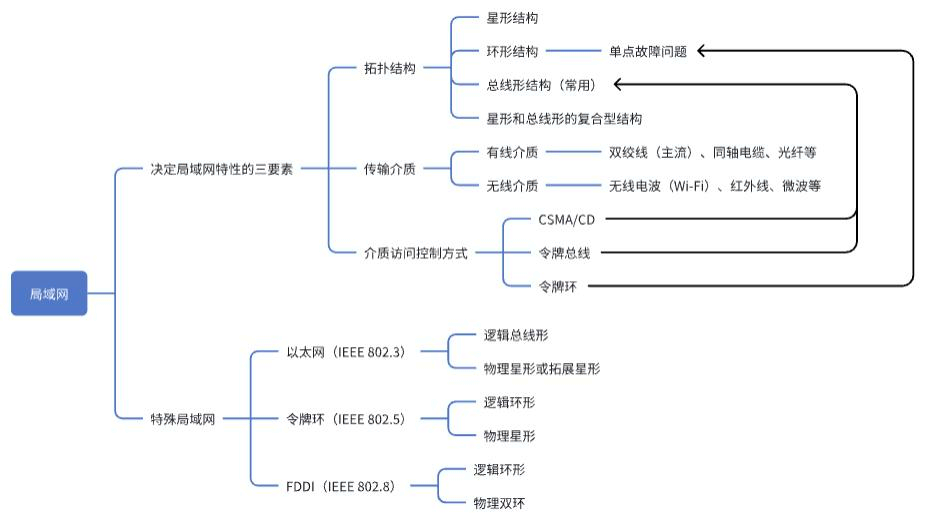 星形结构
环形结构
单点故障问题
拓扑结构
总线形结构（常用）
星形和总线形的复合型结构
决定局域网特性的三要素
传输介质
有线介质
双绞线（主流）、同轴电缆、光纤等
无线介质
无线电波（Wi-Fi）、红外线、微波等
介质访问控制方式
CSMA/CD
令牌总线
令牌环
局域网
特殊局域网
以太网（IEEE 802.3）
逻辑总线形
物理星形或拓展星形
令牌环（IEEE 802.5）
逻辑环形
物理星形
FDDI（IEEE 802.8）
逻辑环形
物理双环